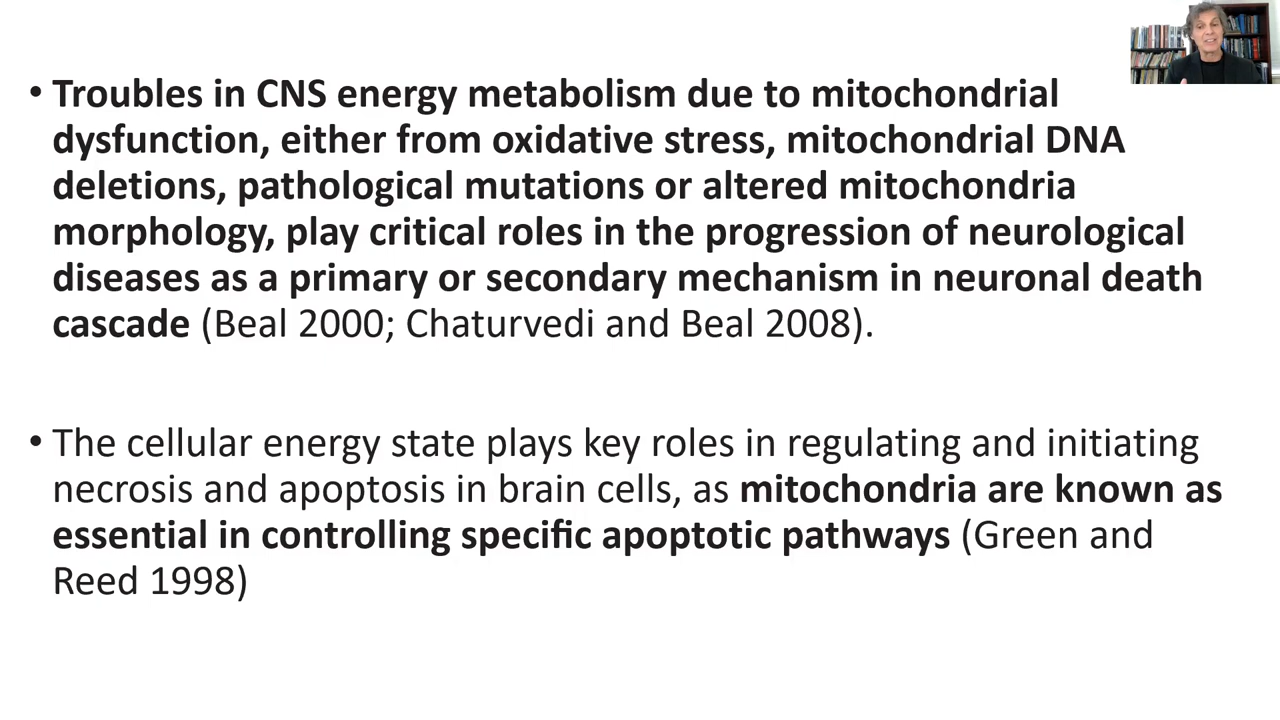 • Troubles in CNS energy metabolism due to mitochondrial
dysfunction, either from oxidative stress, mitochondrial DNA
deletions, pathological mutations or altered mitochondria
morphology, play critical roles in the progression of neurological
diseases as a primary or secondary mechanism in neuronal death
cascade (Beal 2000; Chaturvedi and Beal 2008).
• The cellular energy state plays key roles in regulating and initiating
necrosis and apoptosis in brain cells, as mitochondria are known as
essential in controlling specific apoptotic pathways (Green and
Reed 1998)